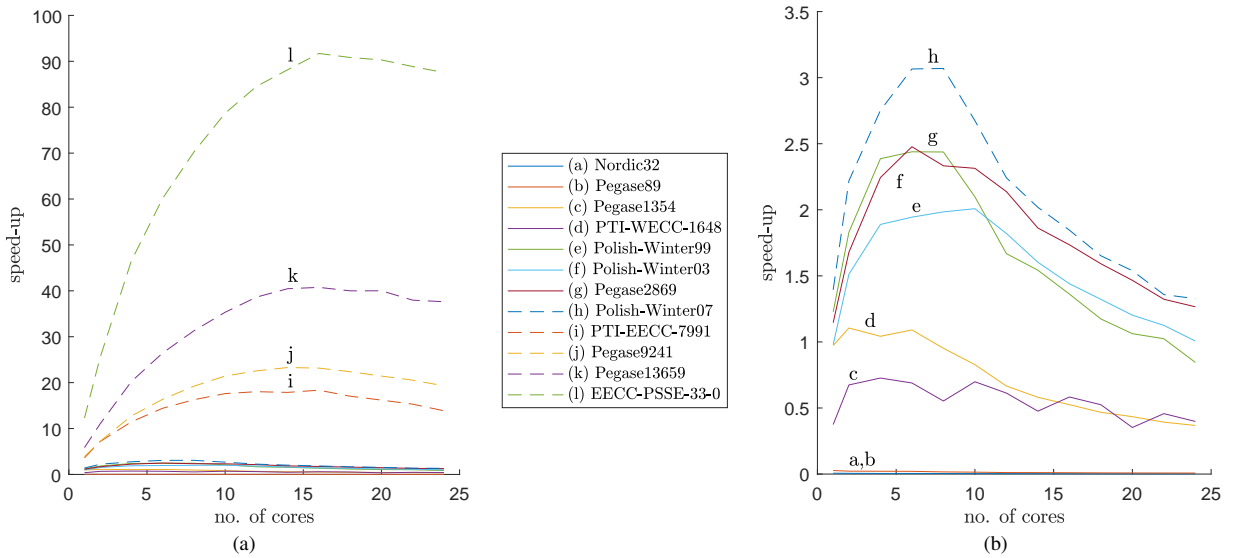 100
90
80
70
60
50
40
30
20
10
0
0 5 10 15 20 25
speed-up
no. of cores
l
k
j
i
(a)
(a) Nordic32
(b) Pegase89
(c) Pegase1354
(d) PTI-WECC-1648
(e) Polish-Winter99
(f) Polish-Winter03
(g) Pegase2869
(h) Polish-Winter07
(i) PTI-EECC-7991
(j) Pegase9241
(k) Pegase13659
(l) EECC-PSSE-33-0
3.5
3
2.5
2
1.5
1
0.5
0
0 5 10 15 20 25
speed-up
no. of cores
h
g
f
e
d
c
a,b
(b)